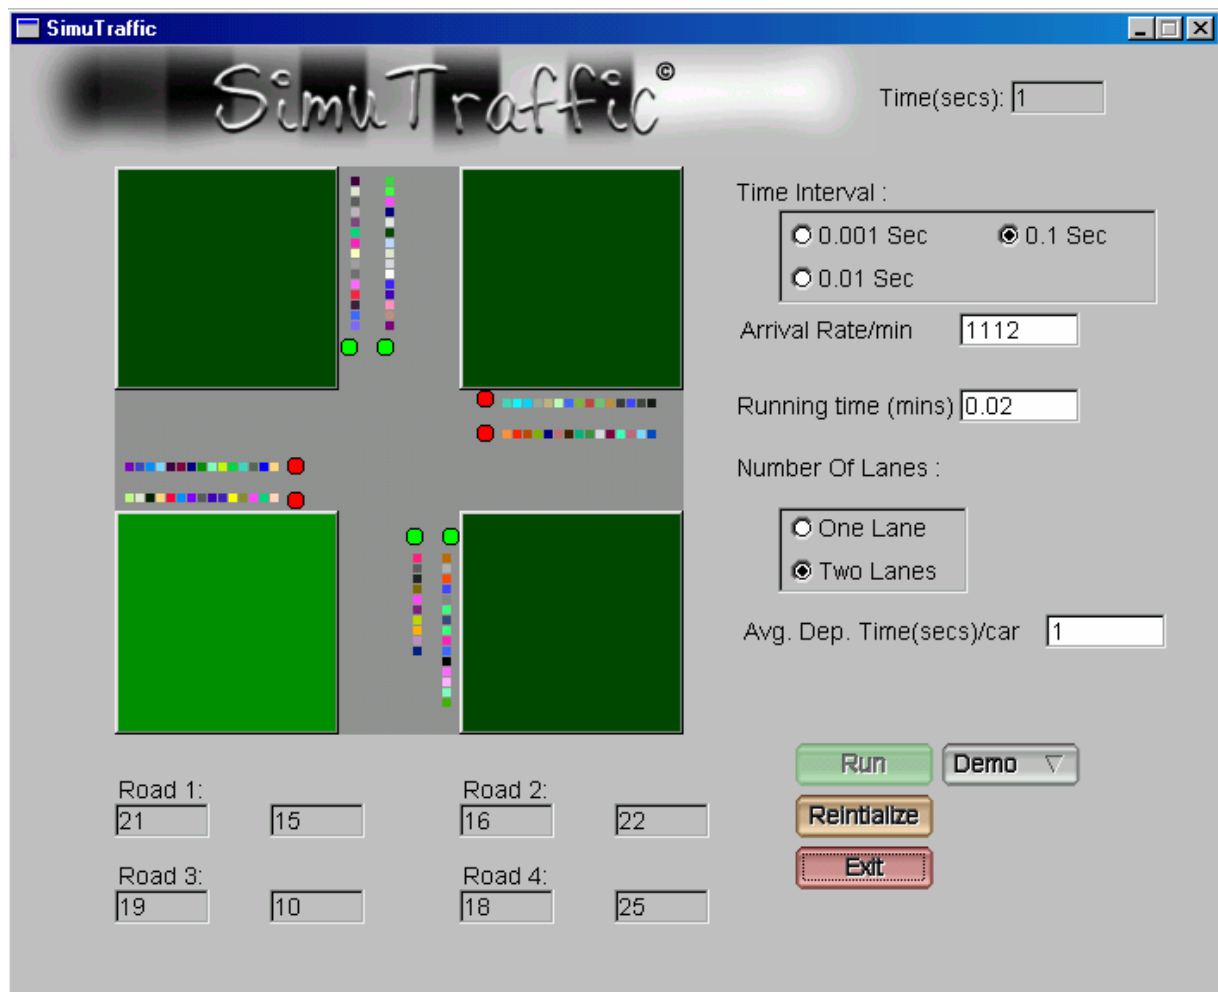 SimuTraffic
SimuTraffic©
Time(secs): 1
Time Interval :
0.001 Sec 0.1 Sec
0.01 Sec
Arrival Rate/min 1112
Running time (mins) 0.02
Number Of Lanes :
One Lane
Two Lanes
Avg. Dep. Time(secs)/car 1
Run Demo
Reintialize
Exit
Road 1: Road 2:
21 15 16 22
Road 3: Road 4:
19 10 18 25